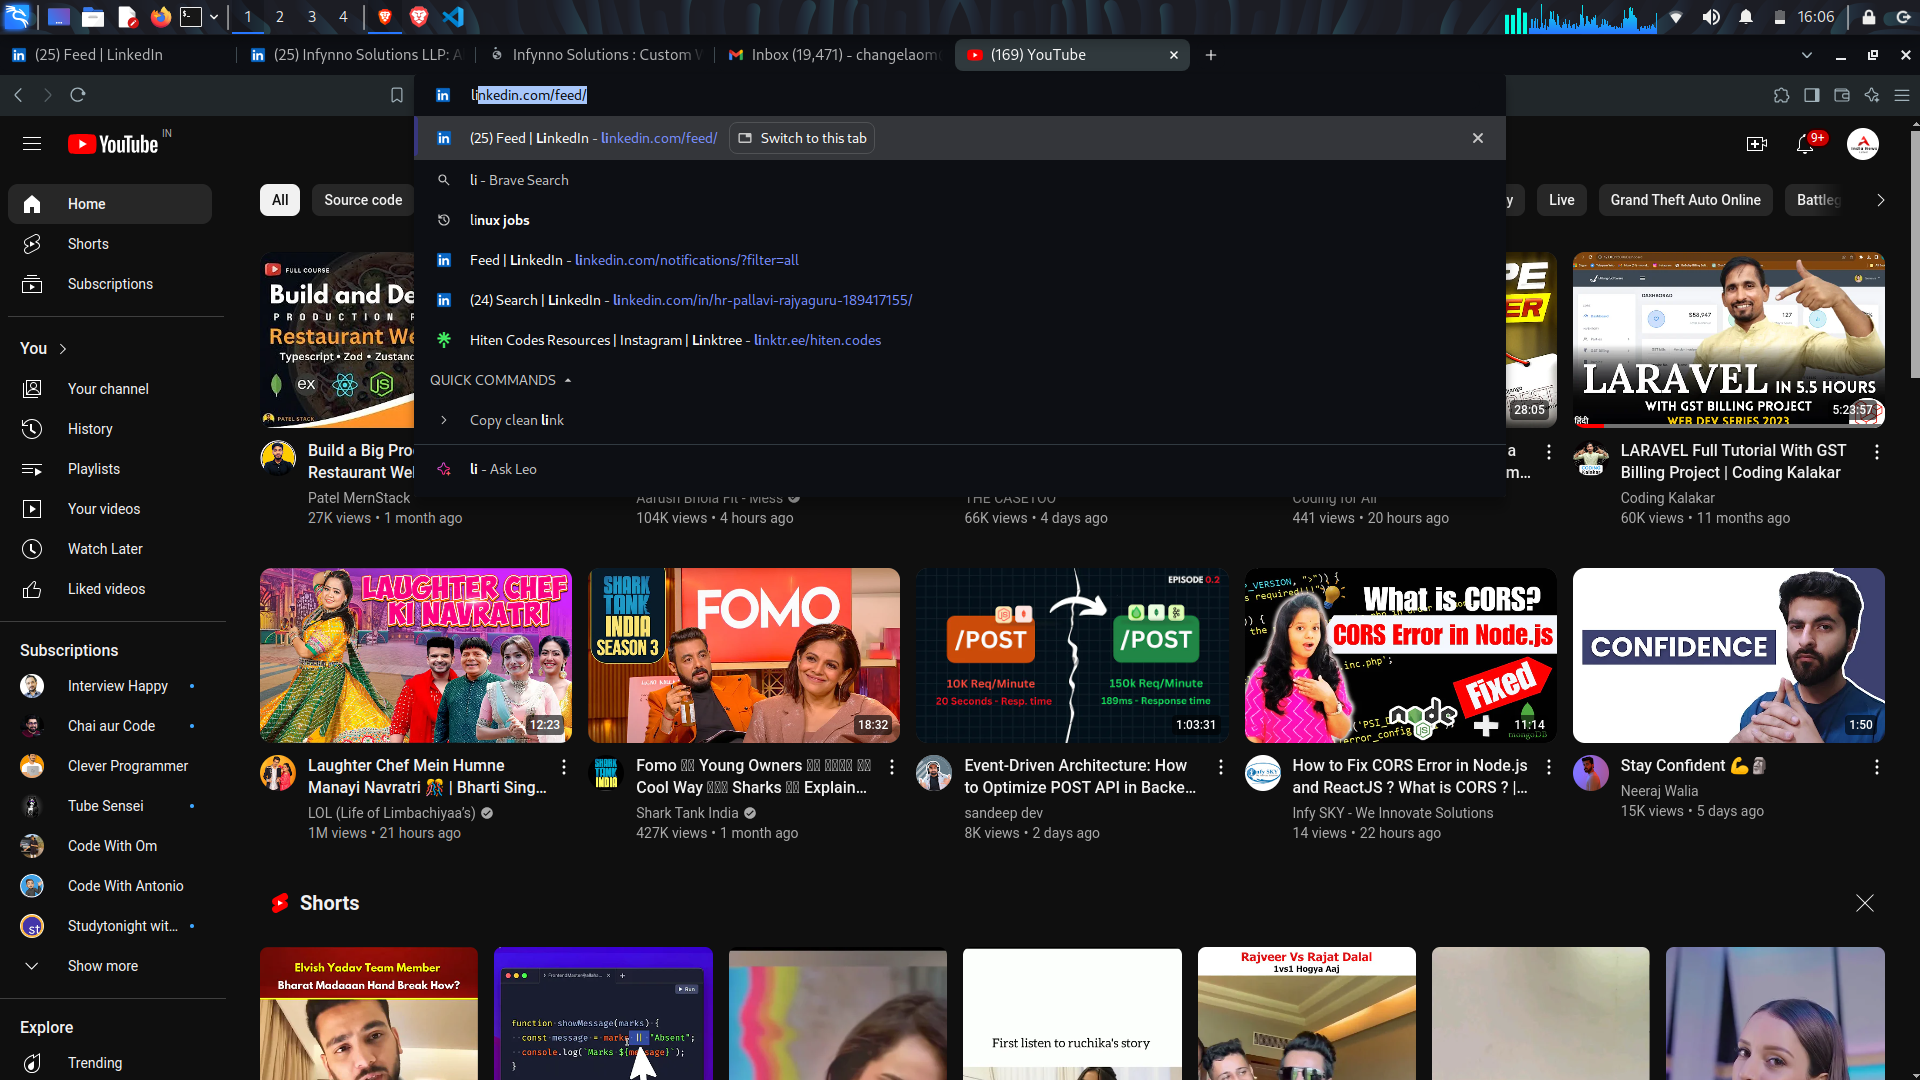 1 2 3 4
16:06
(25) Feed | LinkedIn
(25) Infynno Solutions LLP: A
Infynno Solutions : Custom
Inbox (19,471) - changelaom
(169) YouTube
linkedin.com/feed/
(25) Feed | LinkedIn - linkedin.com/feed/ Switch to this tab
li - Brave Search
linux jobs
Feed | LinkedIn - linkedin.com/notifications/?filter=all
(24) Search | LinkedIn - linkedin.com/in/hr-pallavi-rajyaguru-189417155/
Hiten Codes Resources | Instagram | Linktree - linktr.ee/hiten.codes
QUICK COMMANDS
Copy clean link
li - Ask Leo
YouTube IN
9+
Home
Shorts
Subscriptions
You
Your channel
History
Playlists
Your videos
Watch Later
Liked videos
Subscriptions
Interview Happy
Chai aur Code
Clever Programmer
Tube Sensei
Code With Om
Code With Antonio
Studytonight wit...
Show more
Explore
Trending
All
Source code
Live
Grand Theft Auto Online
Battleg
FULL COURSE
Build and De
PRODUCTION R
Restaurant We
Typescript • Zod • Zustand
ex
PATEL STACK
Build a Big Pro
Restaurant Wel
Patel MernStack
27K views • 1 month ago
Aarush Bhola Fit - Mess
104K views • 4 hours ago
THE CASETOO
66K views • 4 days ago
28:05
Coding for All
441 views • 20 hours ago
DASHBOARD
$58,947
127
LARAVEL IN 5.5 HOURS
WITH GST BILLING PROJECT
WEB DEV SERIES 2023
हिंदी
5:23:57
LARAVEL Full Tutorial With GST
Billing Project | Coding Kalakar
Coding Kalakar
60K views • 11 months ago
LAUGHTER CHEF
KI NAVRATRI
12:23
Laughter Chef Mein Humne
Manayi Navratri 🎊 | Bharti Sing...
LOL (Life of Limbachiyaa's)
1M views • 21 hours ago
SHARK
TANK
INDIA
SEASON 3
FOMO
18:32
Fomo Young Owners
Cool Way Sharks Explain...
Shark Tank India
427K views • 1 month ago
EPISODE 0.2
/POST
/POST
10K Req/Minute
20 Seconds - Resp. time
150k Req/Minute
189ms - Response time
1:03:31
Event-Driven Architecture: How
to Optimize POST API in Backe...
sandeep dev
8K views • 2 days ago
What is CORS?
CORS Error in Node.js
Fixed
node
JS
mongoDB
11:14
How to Fix CORS Error in Node.js
and ReactJS ? What is CORS ? |...
Infy SKY - We Innovate Solutions
14 views • 22 hours ago
CONFIDENCE
1:50
Stay Confident 💪🗿
Neeraj Walia
15K views • 5 days ago
Shorts
Elvish Yadav Team Member
Bharat Madaaan Hand Break How?
Run
function showMessage(marks) {
const message = marks || "Absent";
console.log(`Marks ${message}`);
}
First listen to ruchika's story
Rajveer Vs Rajat Dalal
1vs1 Hogya Aaj